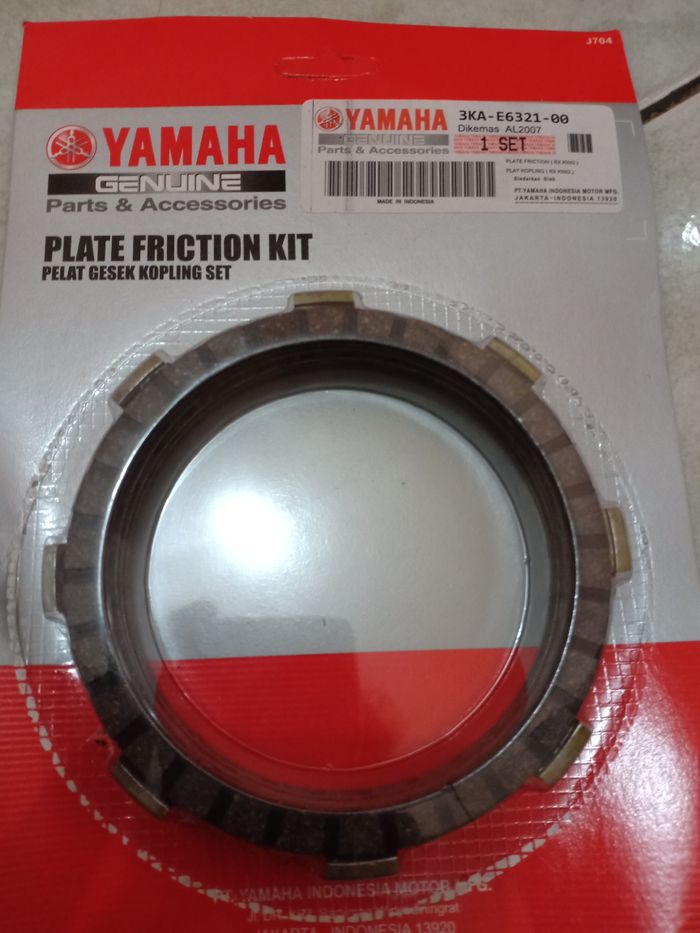 J764
YAMAHA
GENUINE
Parts & Accessories
YAMAHA
GENUINE
Parts & Accessories
MADE IN INDONESIA
3KA-E6321-00
Dikemas AL2007
1 SET
PLATE FRICTION ( RX KING )
PLAT KOPLING ( RX KING )
Diedarkan Oleh
PT.YAMAHA INDONESIA MOTOR MFG.
JAKARTA-INDONESIA 13920
PLATE FRICTION KIT
PELAT GESEK KOPLING SET
PT. YAMAHA INDONESIA MOTOR MFG.
JAKARTA - INDONESIA 13920